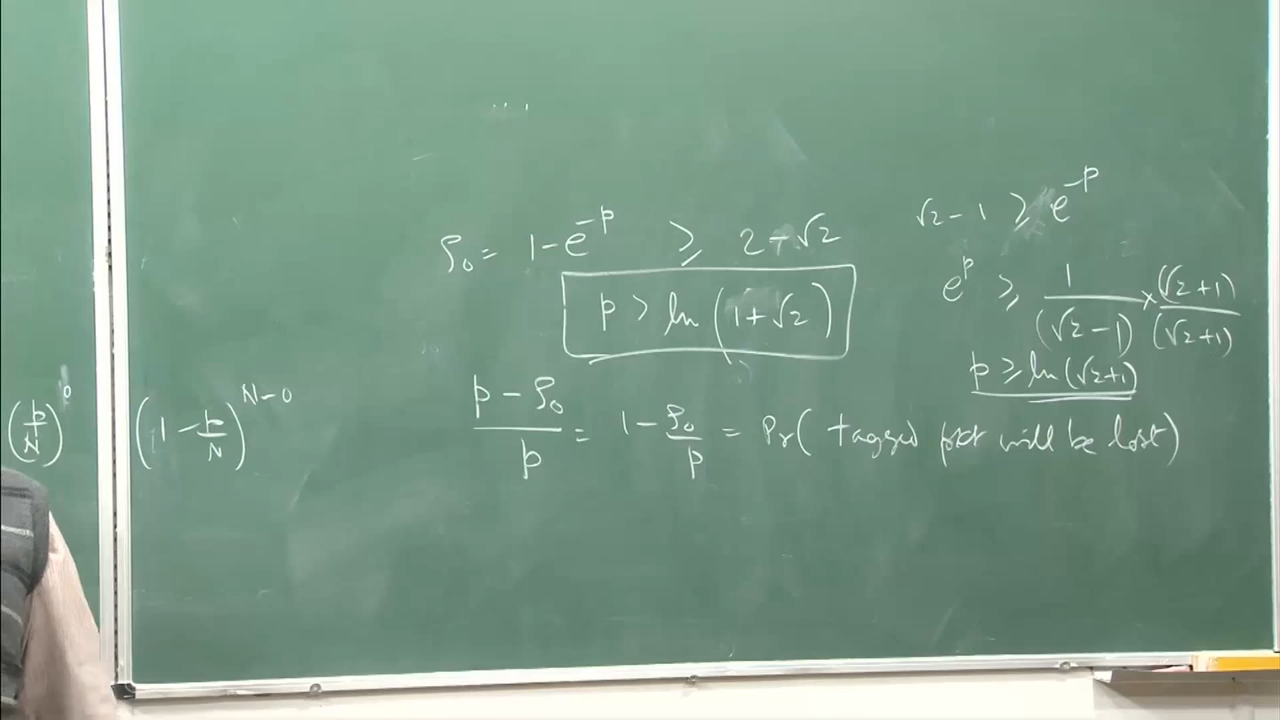 ρ₀ = 1-e^{-p} ≥ 2-√2
p > ln(1+√2)
(p/N)^0 (1-p/N)^{N-0}
(p-ρ₀)/p = 1-ρ₀/p = Pr( tagged pkt will be lost)
√2-1 ≥ e^{-p}
e^p ≥ 1/(√2-1) × (√2+1)/(√2+1)
p ≥ ln(√2+1)